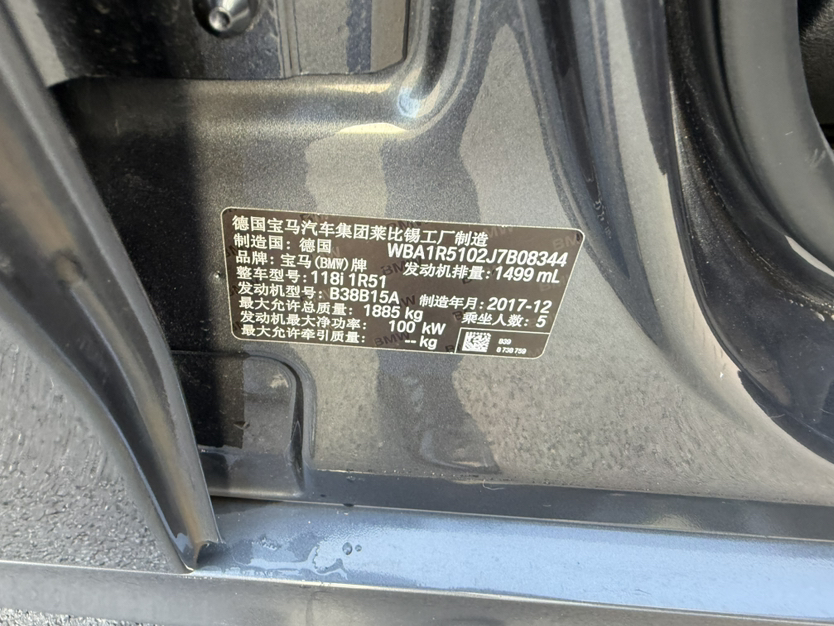 德国宝马汽车集团莱比锡工厂制造
制造国：德国 WBA1R5102J7B08344
品牌：宝马(BMW)牌 发动机排量：1499 mL
整车型号：118i 1R51
发动机型号：B38B15A 制造年月：2017-12
最大允许总质量：1885 kg 乘坐人数：5
发动机最大净功率： 100 kW
最大允许牵引质量： -- kg
B39
8 738 759